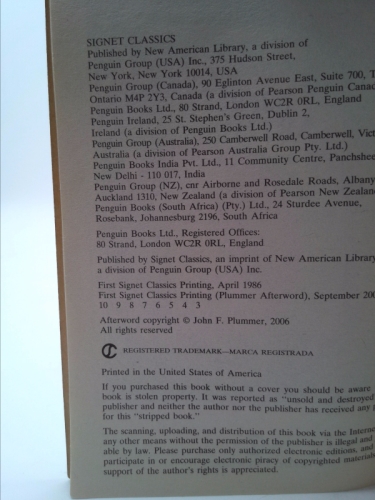 SIGNET CLASSICS
Published by New American Library, a division of
Penguin Group (USA) Inc., 375 Hudson Street,
New York, New York 10014, USA
Penguin Group (Canada), 90 Eglinton Avenue East, Suite 700, T
Ontario M4P 2Y3, Canada (a division of Pearson Penguin Canad
Penguin Books Ltd., 80 Strand, London WC2R 0RL, England
Penguin Ireland, 25 St. Stephen's Green, Dublin 2,
Ireland (a division of Penguin Books Ltd.)
Penguin Group (Australia), 250 Camberwell Road, Camberwell, Vict
Australia (a division of Pearson Australia Group Pty. Ltd.)
Penguin Books India Pvt. Ltd., 11 Community Centre, Panchshee
New Delhi - 110 017, India
Penguin Group (NZ), cnr Airborne and Rosedale Roads, Albany
Auckland 1310, New Zealand (a division of Pearson New Zealan
Penguin Books (South Africa) (Pty.) Ltd., 24 Sturdee Avenue,
Rosebank, Johannesburg 2196, South Africa
Penguin Books Ltd., Registered Offices:
80 Strand, London WC2R 0RL, England
Published by Signet Classics, an imprint of New American Library
a division of Penguin Group (USA) Inc.
First Signet Classics Printing, April 1986
First Signet Classics Printing (Plummer Afterword), September 200
10 9 8 7 6 5 4 3
Afterword copyright © John F. Plummer, 2006
All rights reserved
REGISTERED TRADEMARK—MARCA REGISTRADA
Printed in the United States of America
If you purchased this book without a cover you should be aware
book is stolen property. It was reported as "unsold and destroyed
publisher and neither the author nor the publisher has received any p
for this "stripped book."
The scanning, uploading, and distribution of this book via the Intern
any other means without the permission of the publisher is illegal and
able by law. Please purchase only authorized electronic editions, and
participate in or encourage electronic piracy of copyrighted materials
support of the author's rights is appreciated.